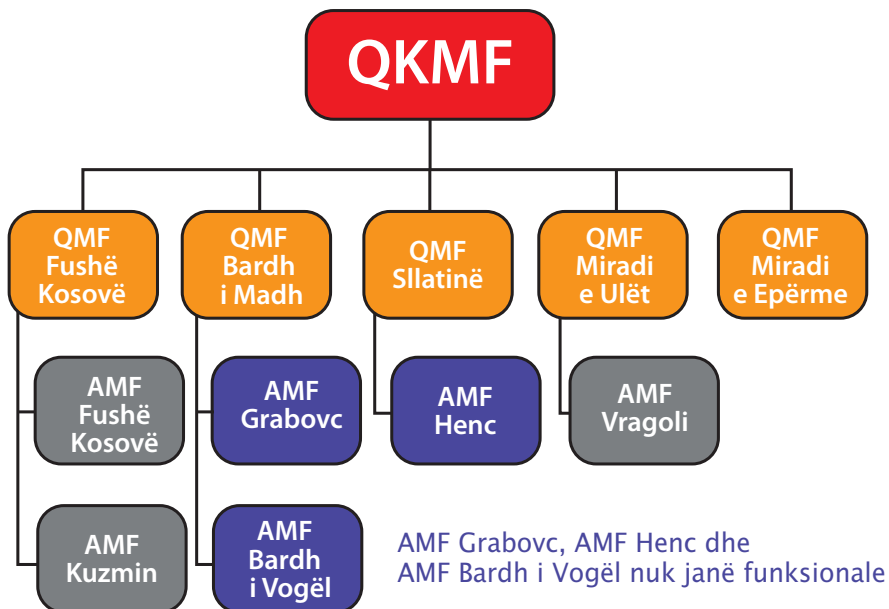 QKMF
QMF
Fushë
Kosovë
QMF
Bardh
i Madh
QMF
Sllatinë
QMF
Miradi
e Ulët
QMF
Miradi
e Epërme
AMF
Fushë
Kosovë
AMF
Grabovc
AMF
Henc
AMF
Vragoli
AMF
Kuzmin
AMF
Bardh
i Vogël
AMF Grabovc, AMF Henc dhe
AMF Bardh i Vogël nuk janë funksionale